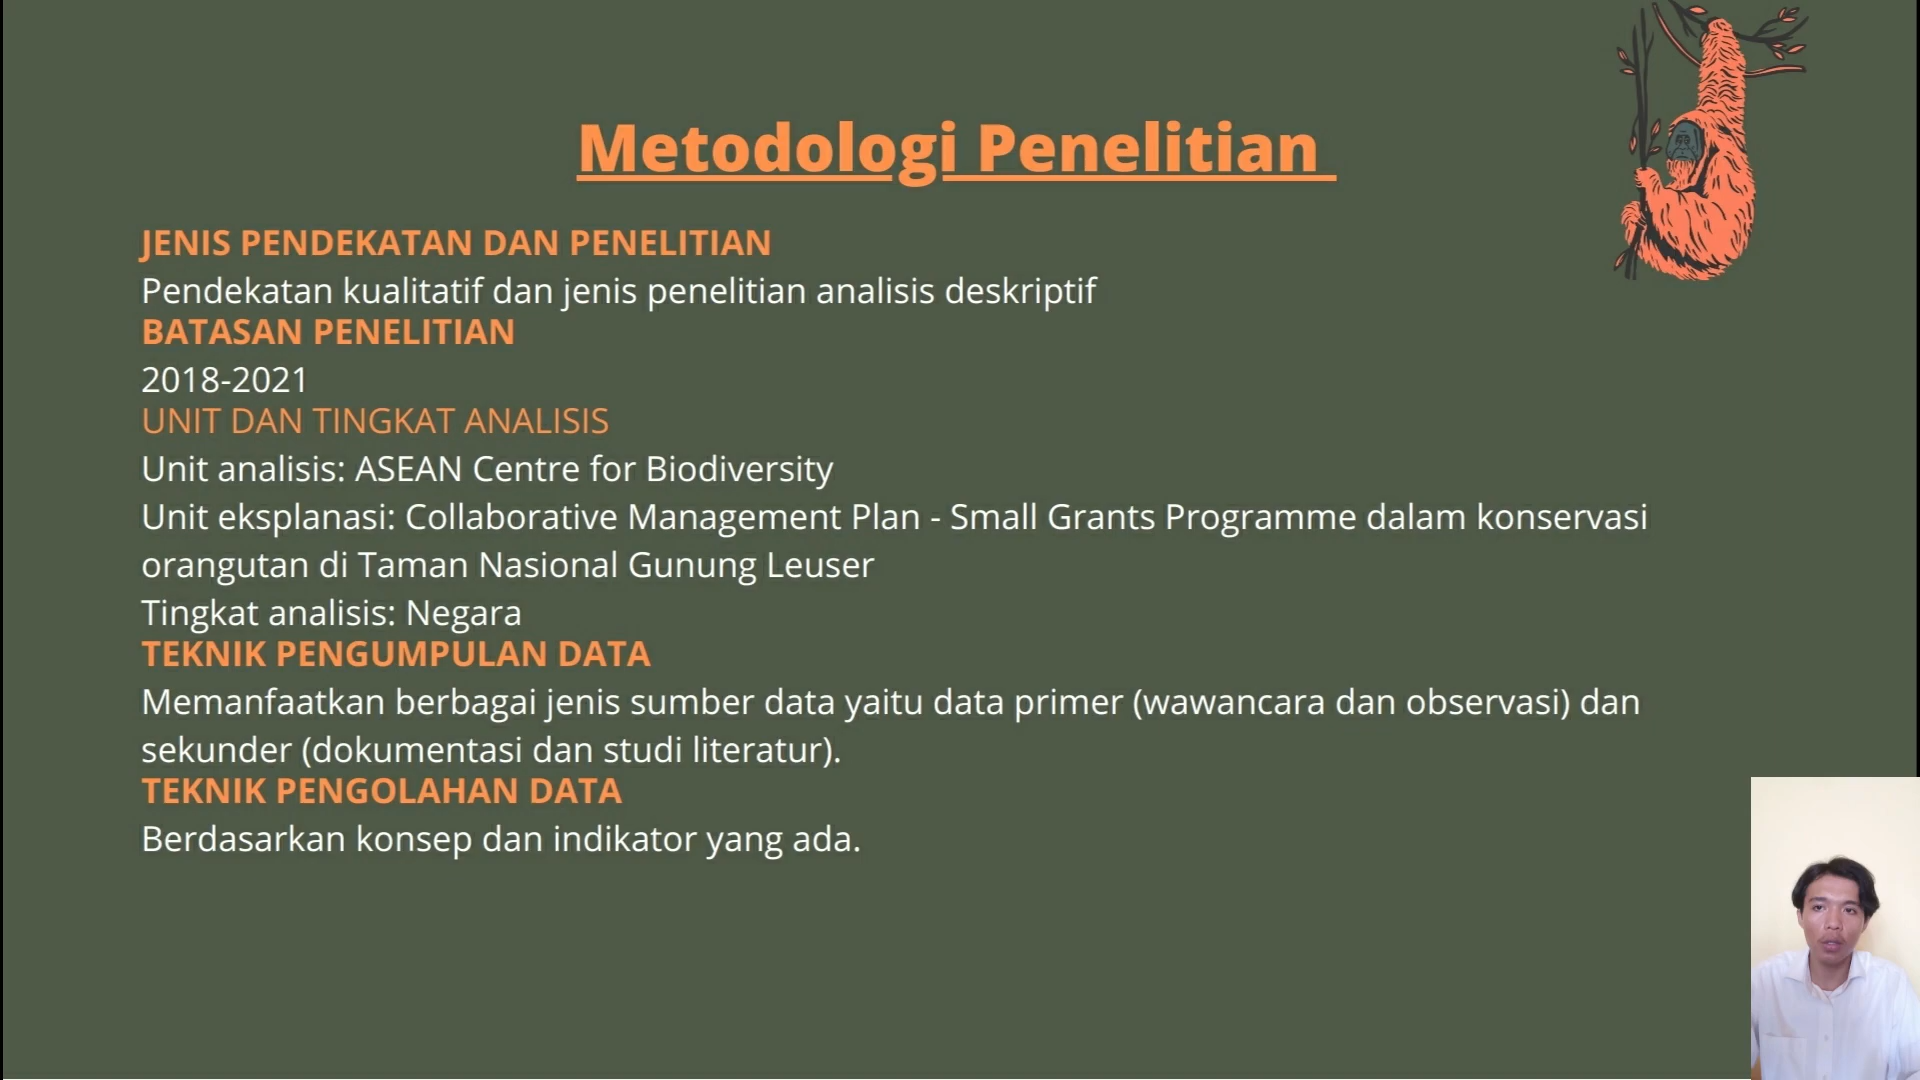 Metodologi Penelitian
JENIS PENDEKATAN DAN PENELITIAN
Pendekatan kualitatif dan jenis penelitian analisis deskriptif
BATASAN PENELITIAN
2018-2021
UNIT DAN TINGKAT ANALISIS
Unit analisis: ASEAN Centre for Biodiversity
Unit eksplanasi: Collaborative Management Plan - Small Grants Programme dalam konservasi
orangutan di Taman Nasional Gunung Leuser
Tingkat analisis: Negara
TEKNIK PENGUMPULAN DATA
Memanfaatkan berbagai jenis sumber data yaitu data primer (wawancara dan observasi) dan
sekunder (dokumentasi dan studi literatur).
TEKNIK PENGOLAHAN DATA
Berdasarkan konsep dan indikator yang ada.